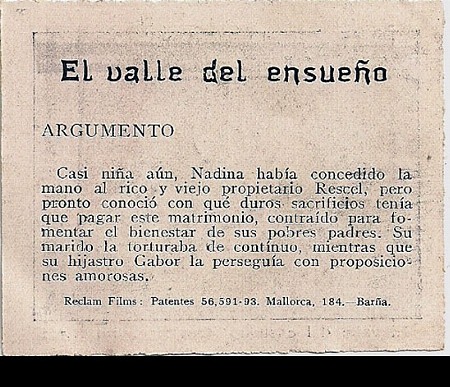 El valle del ensueño
ARGUMENTO
Casi niña aún, Nadina había concedido la
mano al rico y viejo propietario Rescel, pero
pronto conoció con qué duros sacrificios tenía
que pagar este matrimonio, contraído para fo-
mentar el bienestar de sus pobres padres. Su
marido la torturaba de contínuo, mientras que
su hijastro Gabor la perseguía con proposicio-
nes amorosas.
Reclam Films: Patentes 56,591-93. Mallorca, 184.—Barña.